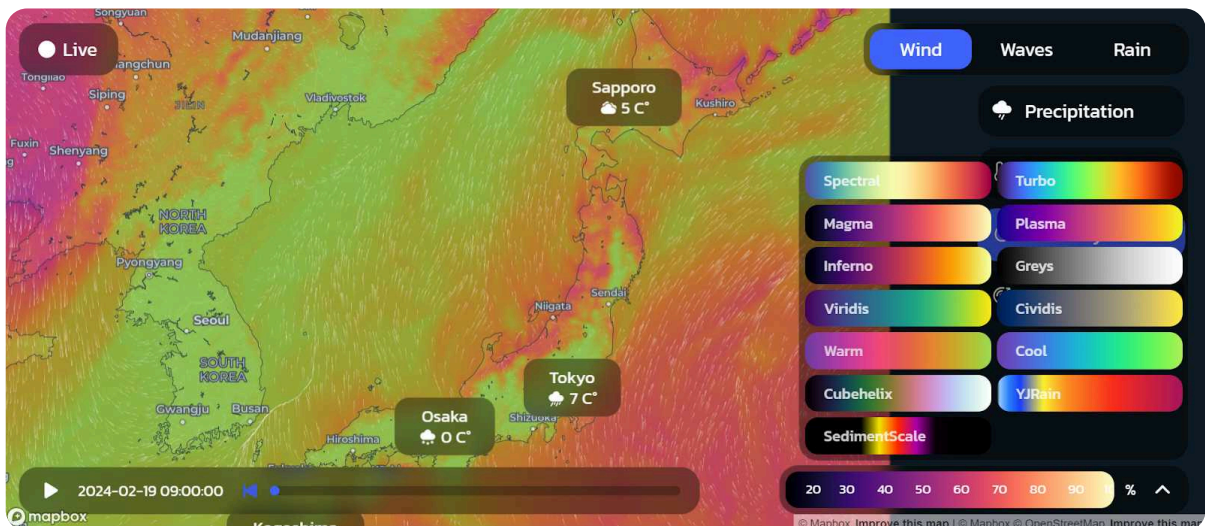 Songyuan
Live
Mudanjiang
Wind
Waves
Rain
angchun
Tongliao
Siping
JILIN
Vladivostok
Sapporo
5 C°
Kushiro
Precipitation
Fuxin
Shenyang
NORTH
KOREA
Pyongyang
Seoul
SOUTH
KOREA
Gwangju
Busan
Sendai
Niigata
Tokyo
7 C°
Osaka
0 C°
Shizuoka
Hiroshima
Spectral
Turbo
Magma
Plasma
Inferno
Greys
Viridis
Cividis
Warm
Cool
Cubehelix
YJRain
SedimentScale
2024-02-19 09:00:00
20 30 40 50 60 70 80 90 %
mapbox
© Mapbox Improve this map | © Mapbox © OpenStreetMap Improve this map